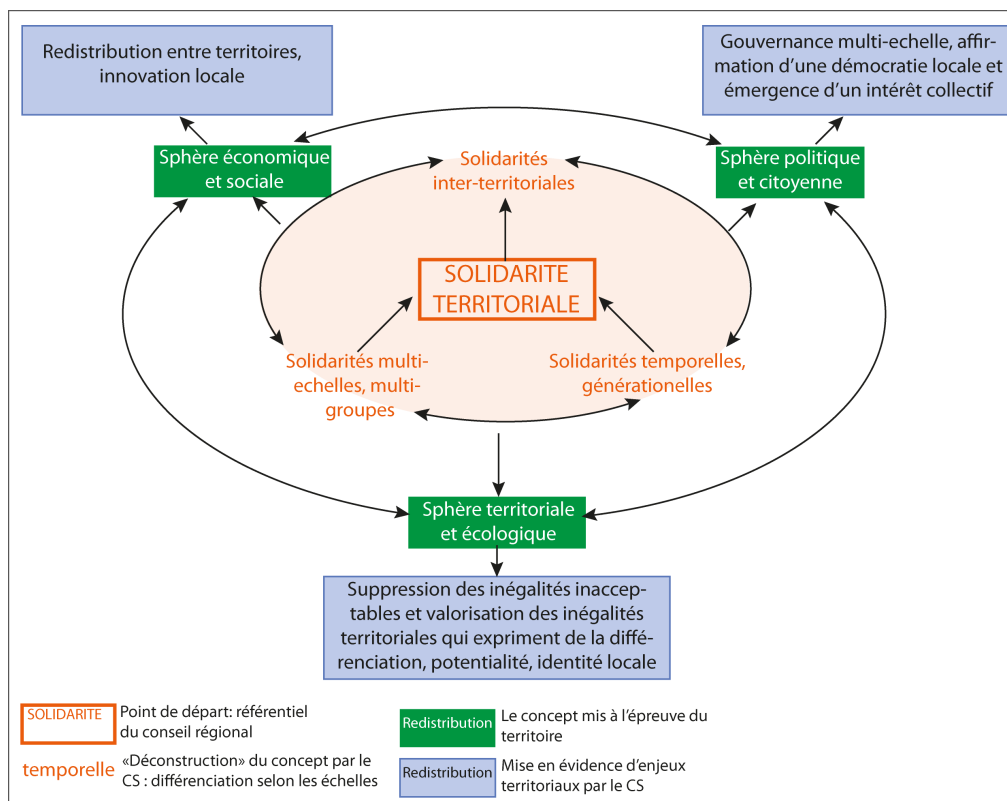 Redistribution entre territoires,
innovation locale
Gouvernance multi-echelle, affir-
mation d'une démocratie locale et
émergence d'un intérêt collectif
Sphère économique
et sociale
Solidarités
inter-territoriales
Sphère politique
et citoyenne
SOLIDARITE
TERRITORIALE
Solidarités multi-
echelles, multi-
groupes
Solidarités temporelles,
générationelles
Sphère territoriale
et écologique
Suppression des inégalités inaccep-
tables et valorisation des inégalités
territoriales qui expriment de la diffé-
renciation, potentialité, identité locale
SOLIDARITE
Point de départ: référentiel
du conseil régional
temporelle
«Déconstruction» du concept par le
CS : différenciation selon les échelles
Redistribution
Le concept mis à l'épreuve du
territoire
Redistribution
Mise en évidence d'enjeux
territoriaux par le CS